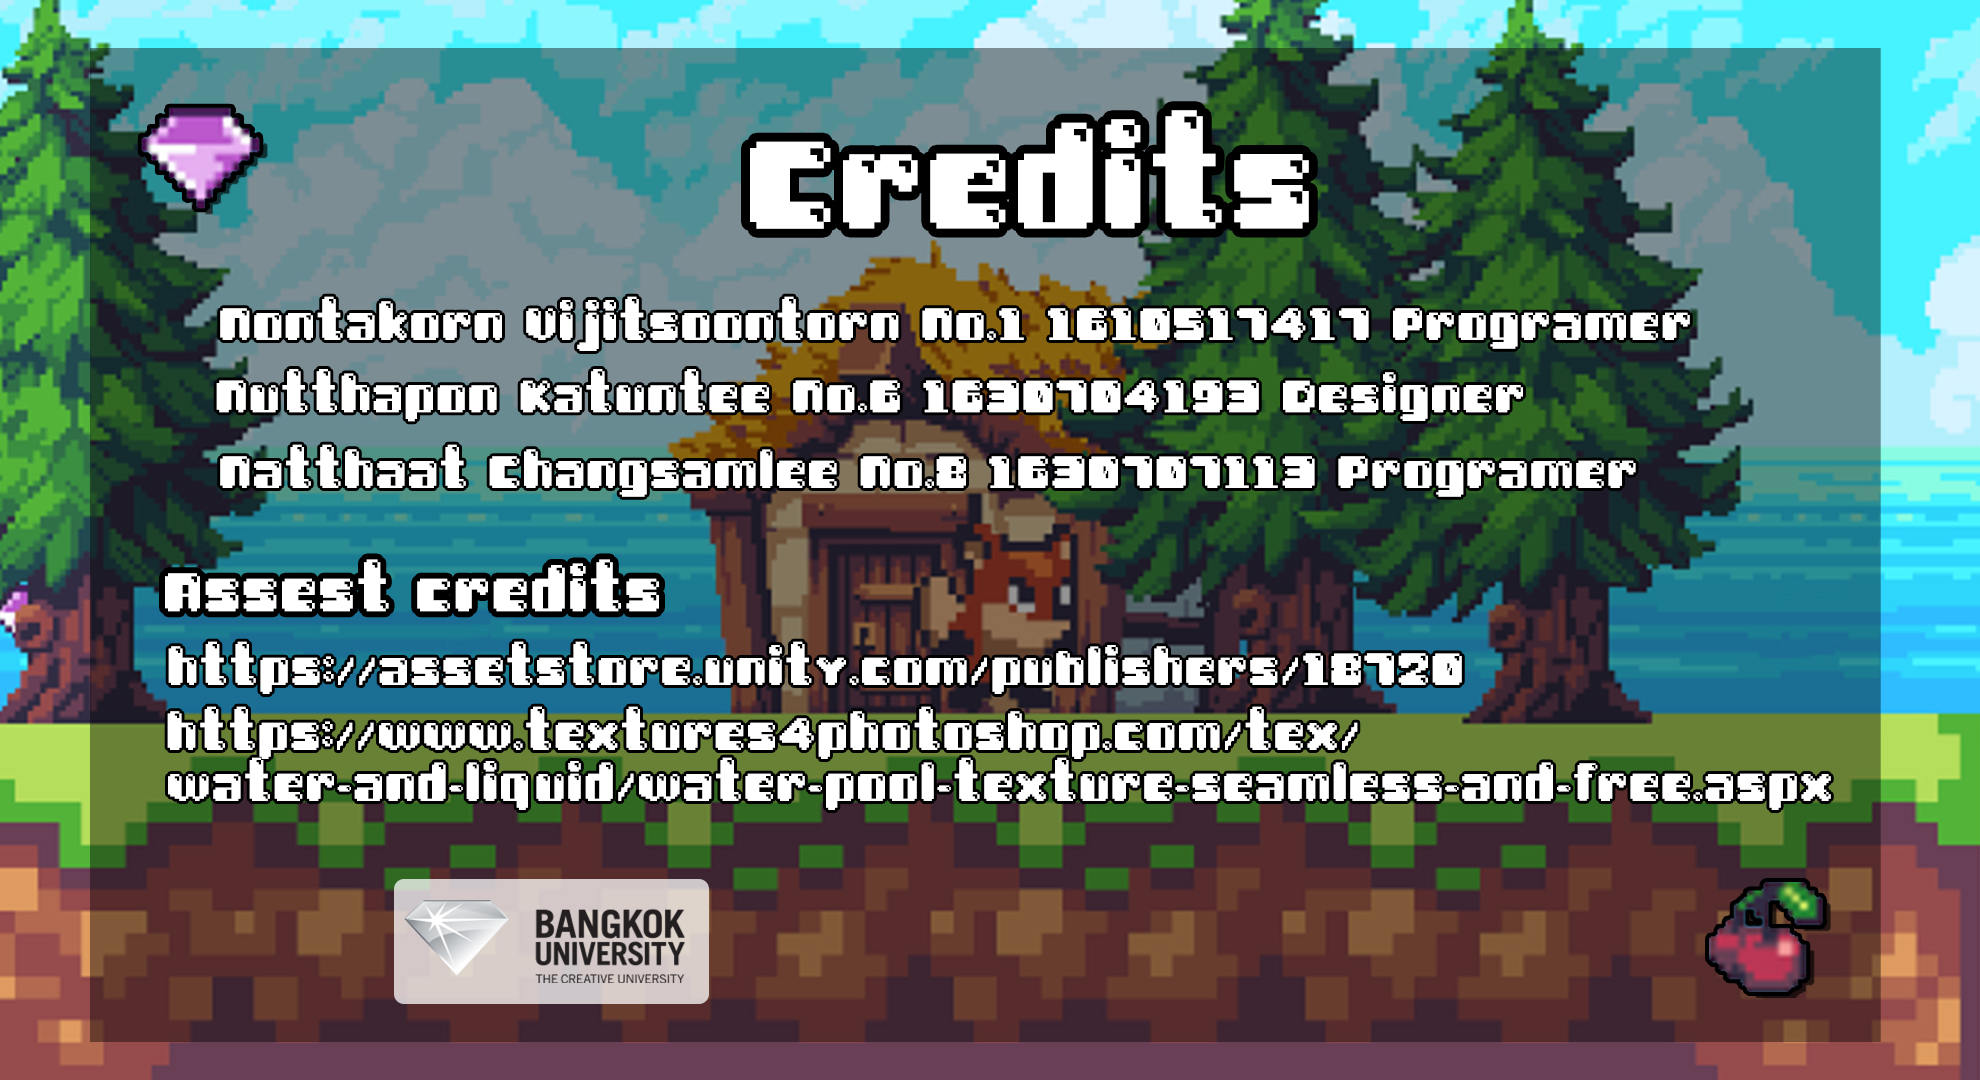 Credits
Nontakorn Vijitsoontorn No.1 1610517417 Programer
Nutthapon Katuntee No.6 1630704193 Designer
Natthaat Changsamlee No.8 1630707113 Programer
Assest credits
https://assetstore.unity.com/publishers/18720
https://www.textures4photoshop.com/tex/
water-and-liquid/water-pool-texture-seamless-and-free.aspx
BANGKOK
UNIVERSITY
THE CREATIVE UNIVERSITY